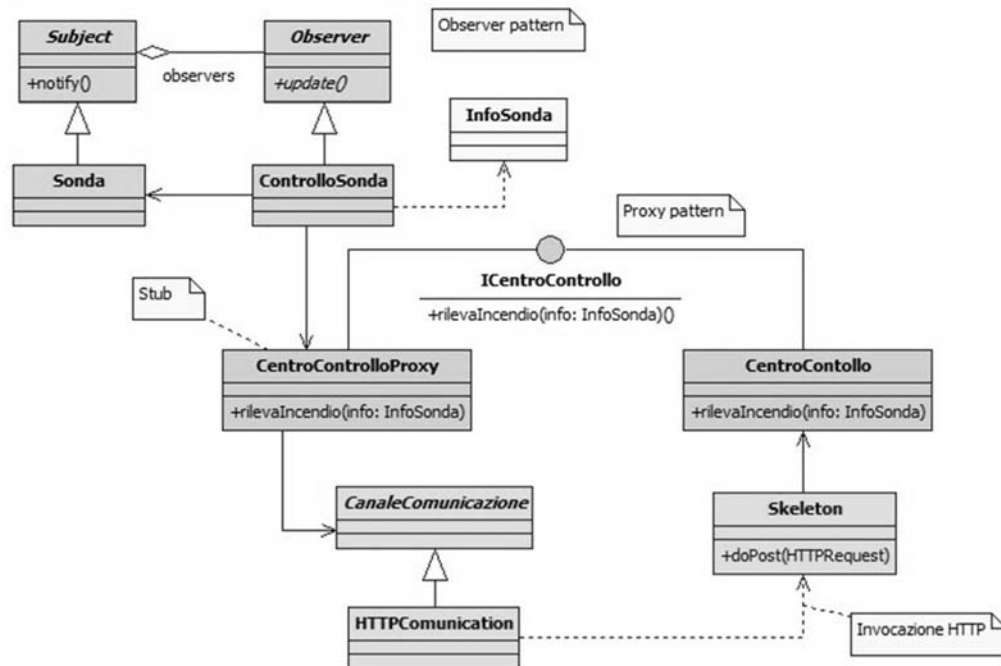 Subject
+notify()
observers
Observer
+update()
Observer pattern
InfoSonda
Sonda
ControlloSonda
Proxy pattern
ICentroControllo
+rilevaIncendio(info: InfoSonda)()
Stub
CentroControlloProxy
+rilevaIncendio(info: InfoSonda)
CentroContollo
+rilevaIncendio(info: InfoSonda)
CanaleComunicazione
Skeleton
+doPost(HTTPRequest)
HTTPComunication
Invocazione HTTP